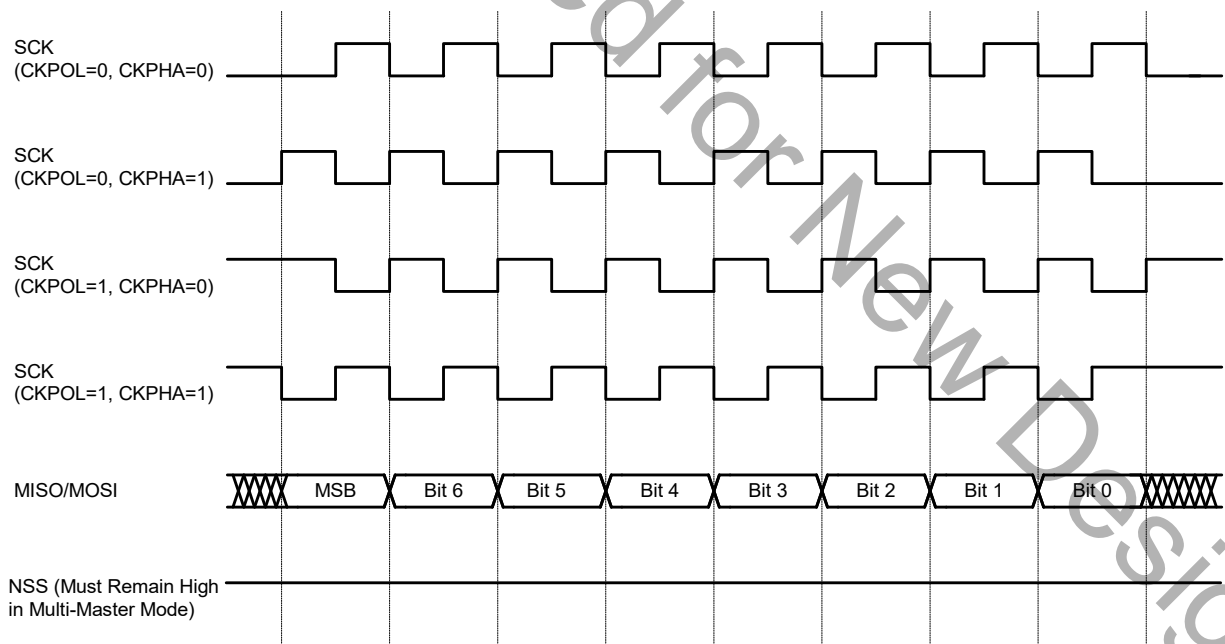 SCK
(CKPOL=0, CKPHA=0)
SCK
(CKPOL=0, CKPHA=1)
SCK
(CKPOL=1, CKPHA=0)
SCK
(CKPOL=1, CKPHA=1)
MISO/MOSI MSB Bit 6 Bit 5 Bit 4 Bit 3 Bit 2 Bit 1 Bit 0
NSS (Must Remain High
in Multi-Master Mode)
for New